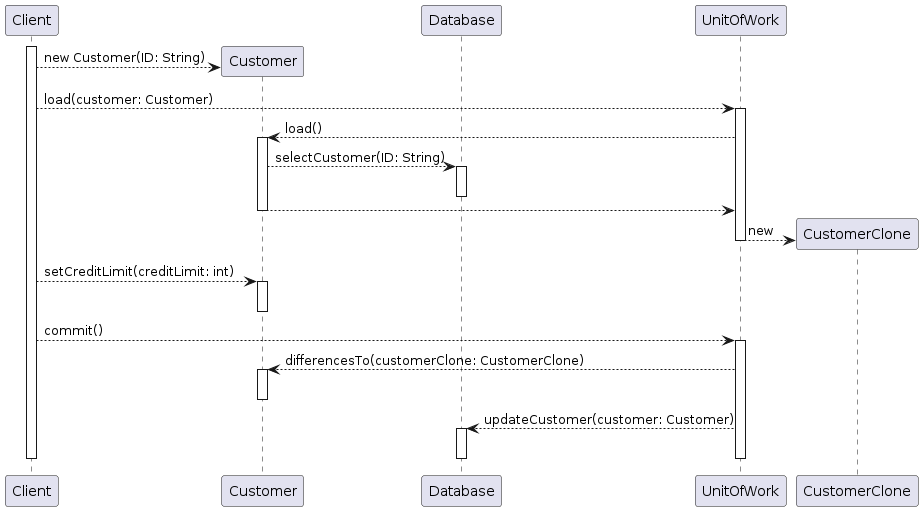 Client
Database
UnitOfWork
new Customer(ID: String)
Customer
load(customer: Customer)
load()
selectCustomer(ID: String)
new
CustomerClone
setCreditLimit(creditLimit: int)
commit()
differencesTo(customerClone: CustomerClone)
updateCustomer(customer: Customer)
Client
Customer
Database
UnitOfWork
CustomerClone